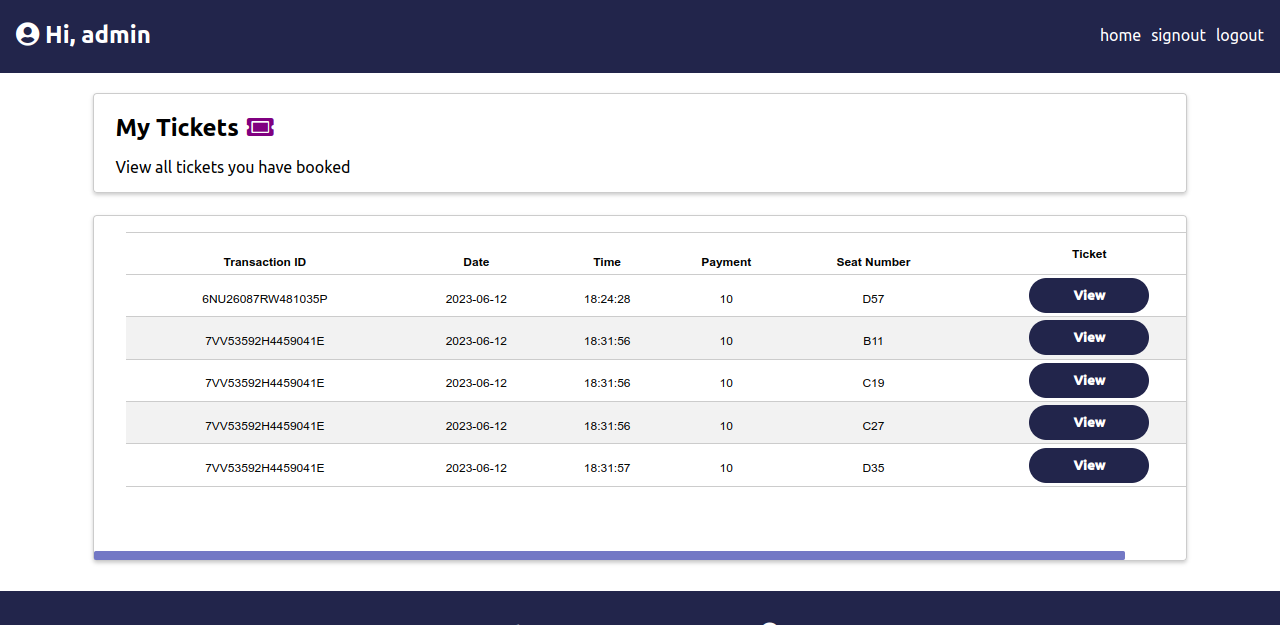 Hi, admin
home signout logout
My Tickets
View all tickets you have booked
Transaction ID Date Time Payment Seat Number Ticket
6NU26087RW481035P 2023-06-12 18:24:28 10 D57 View
7VV53592H4459041E 2023-06-12 18:31:56 10 B11 View
7VV53592H4459041E 2023-06-12 18:31:56 10 C19 View
7VV53592H4459041E 2023-06-12 18:31:56 10 C27 View
7VV53592H4459041E 2023-06-12 18:31:57 10 D35 View